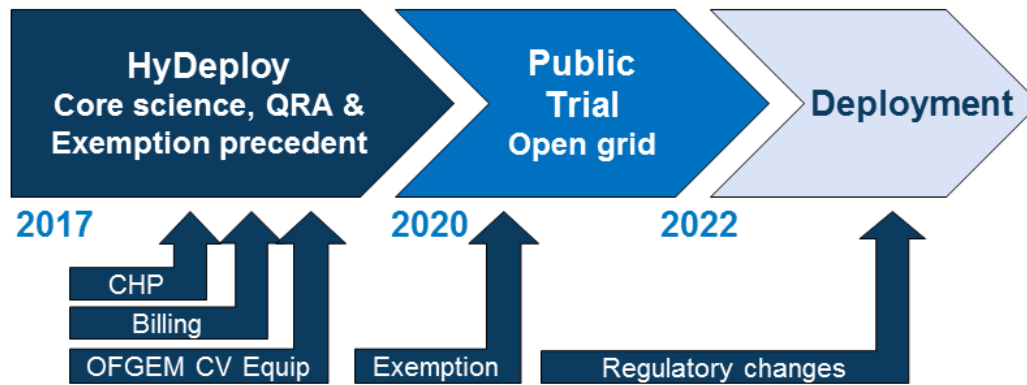 HyDeploy
Core science, QRA &
Exemption precedent
Public
Trial
Open grid
Deployment
2017
2020
2022
CHP
Billing
OFGEM CV Equip
Exemption
Regulatory changes